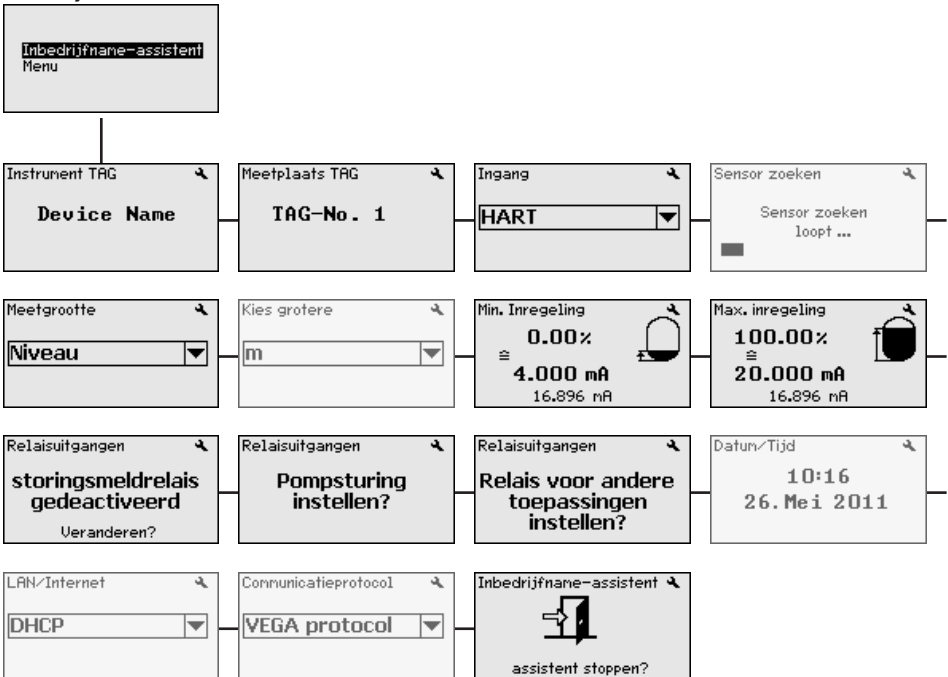 Inbedrijfname-assistent
Menu
Instrument TAG
Device Name
Meetplaats TAG
TAG-No. 1
Ingang
HART
Sensor zoeken
Sensor zoeken
loopt ...
Meetgrootte
Niveau
Kies grotere
m
Min. Inregeling
0.00%
≙
4.000 mA
16.896 mA
Max. inregeling
100.00%
≙
20.000 mA
16.896 mA
Relaisuitgangen
storingsmeldrelais
gedeactiveerd
Veranderen?
Relaisuitgangen
Pompsturing
instellen?
Relaisuitgangen
Relais voor andere
toepassingen
instellen?
Datum/Tijd
10:16
26.Mei 2011
LAN/Internet
DHCP
Communicatieprotocol
VEGA protocol
Inbedrijfname-assistent
assistent stoppen?